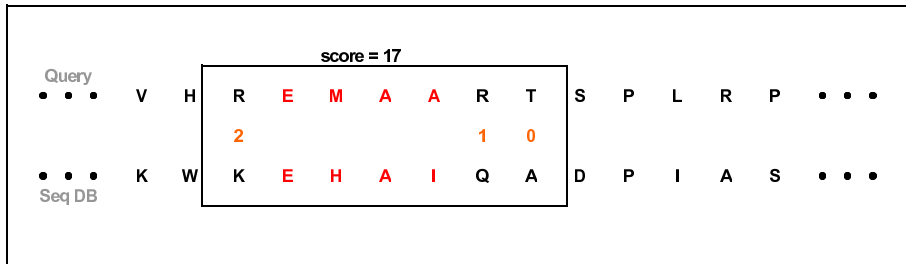 score = 17
Query
• • • V H R E M A A R T S P L R P • • •
2 1 0
• • • K W K E H A I Q A D P I A S • • •
Seq DB